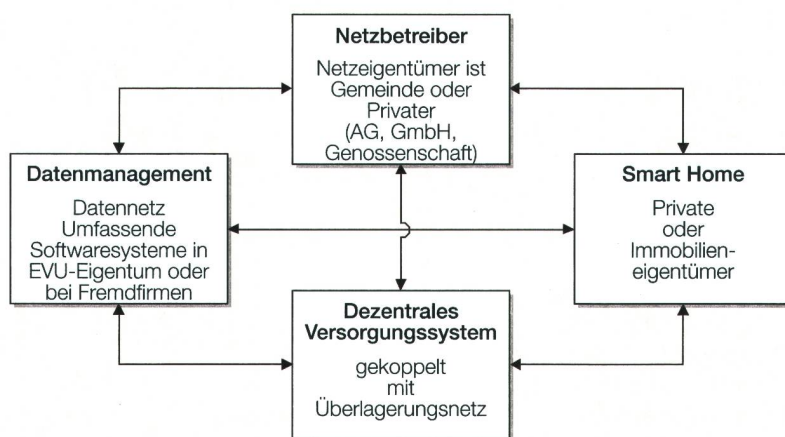 Netzbetreiber
Netzeigentümer ist
Gemeinde oder
Privater
(AG, GmbH,
Genossenschaft)
Datenmanagement
Datennetz
Umfassende
Softwaresysteme in
EVU-Eigentum oder
bei Fremdfirmen
Smart Home
Private
oder
Immobilien-
eigentümer
Dezentrales
Versorgungssystem
gekoppelt
mit
Überlagerungsnetz